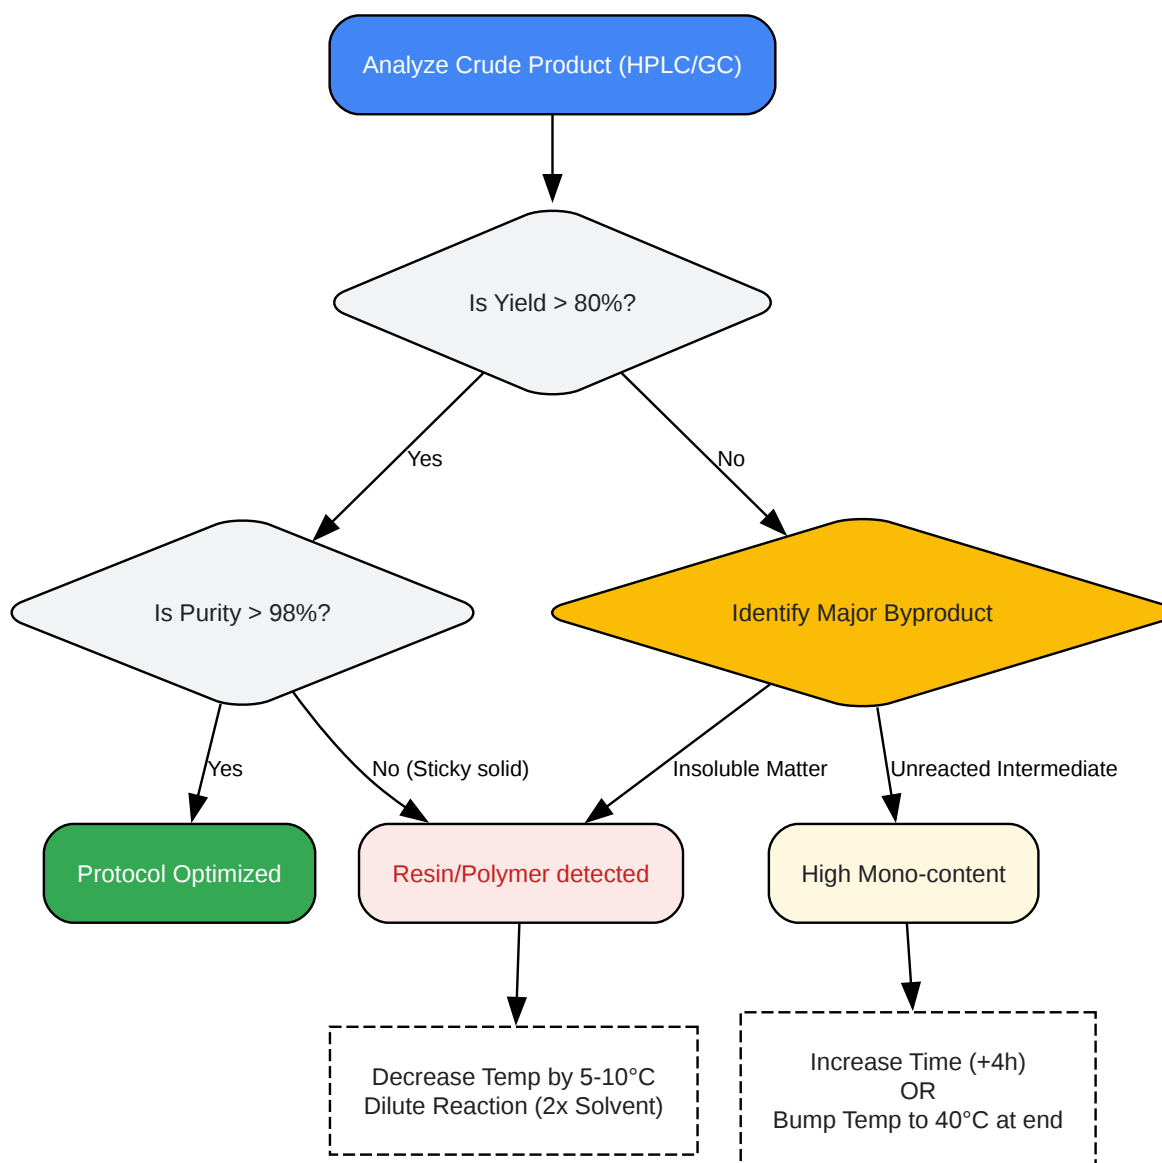 Analyze Crude Product (HPLC/GC)
Is Yield > 80%?
Yes
No
Is Purity > 98%?
Identify Major Byproduct
Yes
No (Sticky solid)
Insoluble Matter
Unreacted Intermediate
Protocol Optimized
Resin/Polymer detected
High Mono-content
Decrease Temp by 5-10°C
Dilute Reaction (2x Solvent)
Increase Time (+4h)
OR
Bump Temp to 40°C at end